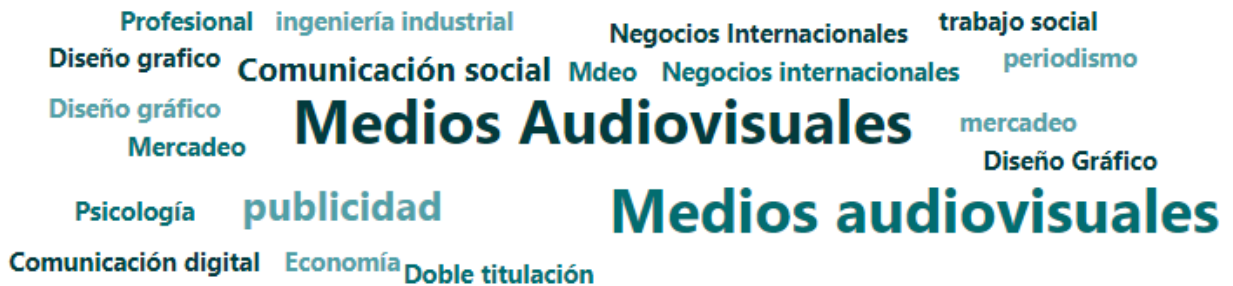 Profesional ingeniería industrial Negocios Internacionales trabajo social
Diseño grafico Comunicación social Mdeo Negocios internacionales periodismo
Diseño gráfico Medios Audiovisuales mercadeo
Mercadeo Diseño Gráfico
Psicología publicidad Medios audiovisuales
Comunicación digital Economía Doble titulación